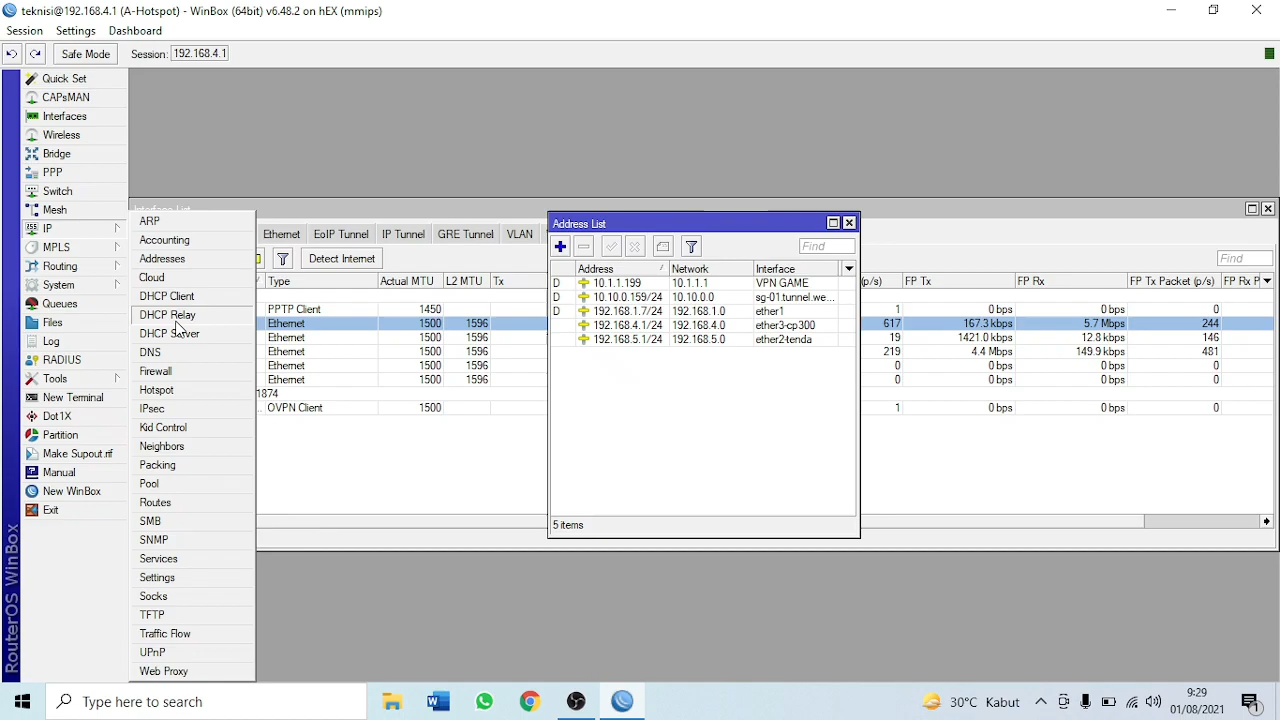 teknisi@192.168.4.1 (A-Hotspot) - WinBox (64bit) v6.48.2 on hEX (mmips)
Session Settings Dashboard
Safe Mode Session: 192.168.4.1
Quick Set
CAPsMAN
Interfaces
Wireless
Bridge
PPP
Switch
Mesh
IP
MPLS
Routing
System
Queues
Files
Log
RADIUS
Tools
New Terminal
Dot1X
Partition
Make Supout.rif
Manual
New WinBox
Exit
RouterOS WinBox
ARP
Accounting
Addresses
Cloud
DHCP Client
DHCP Relay
DHCP Server
DNS
Firewall
Hotspot
IPsec
Kid Control
Neighbors
Packing
Pool
Routes
SMB
SNMP
Services
Settings
Socks
TFTP
Traffic Flow
UPnP
Web Proxy
Interface List
Ethernet EoIP Tunnel IP Tunnel GRE Tunnel VLAN
Detect Internet Find
Type Actual MTU L2 MTU Tx (p/s) FP Tx FP Rx FP Tx Packet (p/s) FP Rx P
PPTP Client 1450 1 0 bps 0 bps 0
Ethernet 1500 1596 617 167.3 kbps 5.7 Mbps 244
Ethernet 1500 1596 19 1421.0 kbps 12.8 kbps 146
Ethernet 1500 1596 219 4.4 Mbps 149.9 kbps 481
Ethernet 1500 1596 0 0 bps 0 bps 0
Ethernet 1500 1596 0 0 bps 0 bps 0
1874
... OVPN Client 1500 1 0 bps 0 bps 0
Address List
Find
Address Network Interface
D 10.1.1.199 10.1.1.1 VPN GAME
D 10.10.0.159/24 10.10.0.0 sg-01.tunnel.we...
D 192.168.1.7/24 192.168.1.0 ether1
192.168.4.1/24 192.168.4.0 ether3-cp300
192.168.5.1/24 192.168.5.0 ether2-tenda
5 items
Type here to search
30°C Kabut
9:29
01/08/2021
1